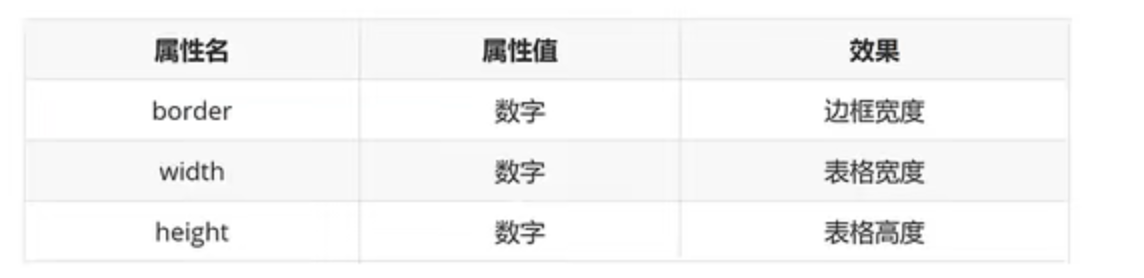 属性名 属性值 效果
border 数字 边框宽度
width 数字 表格宽度
height 数字 表格高度